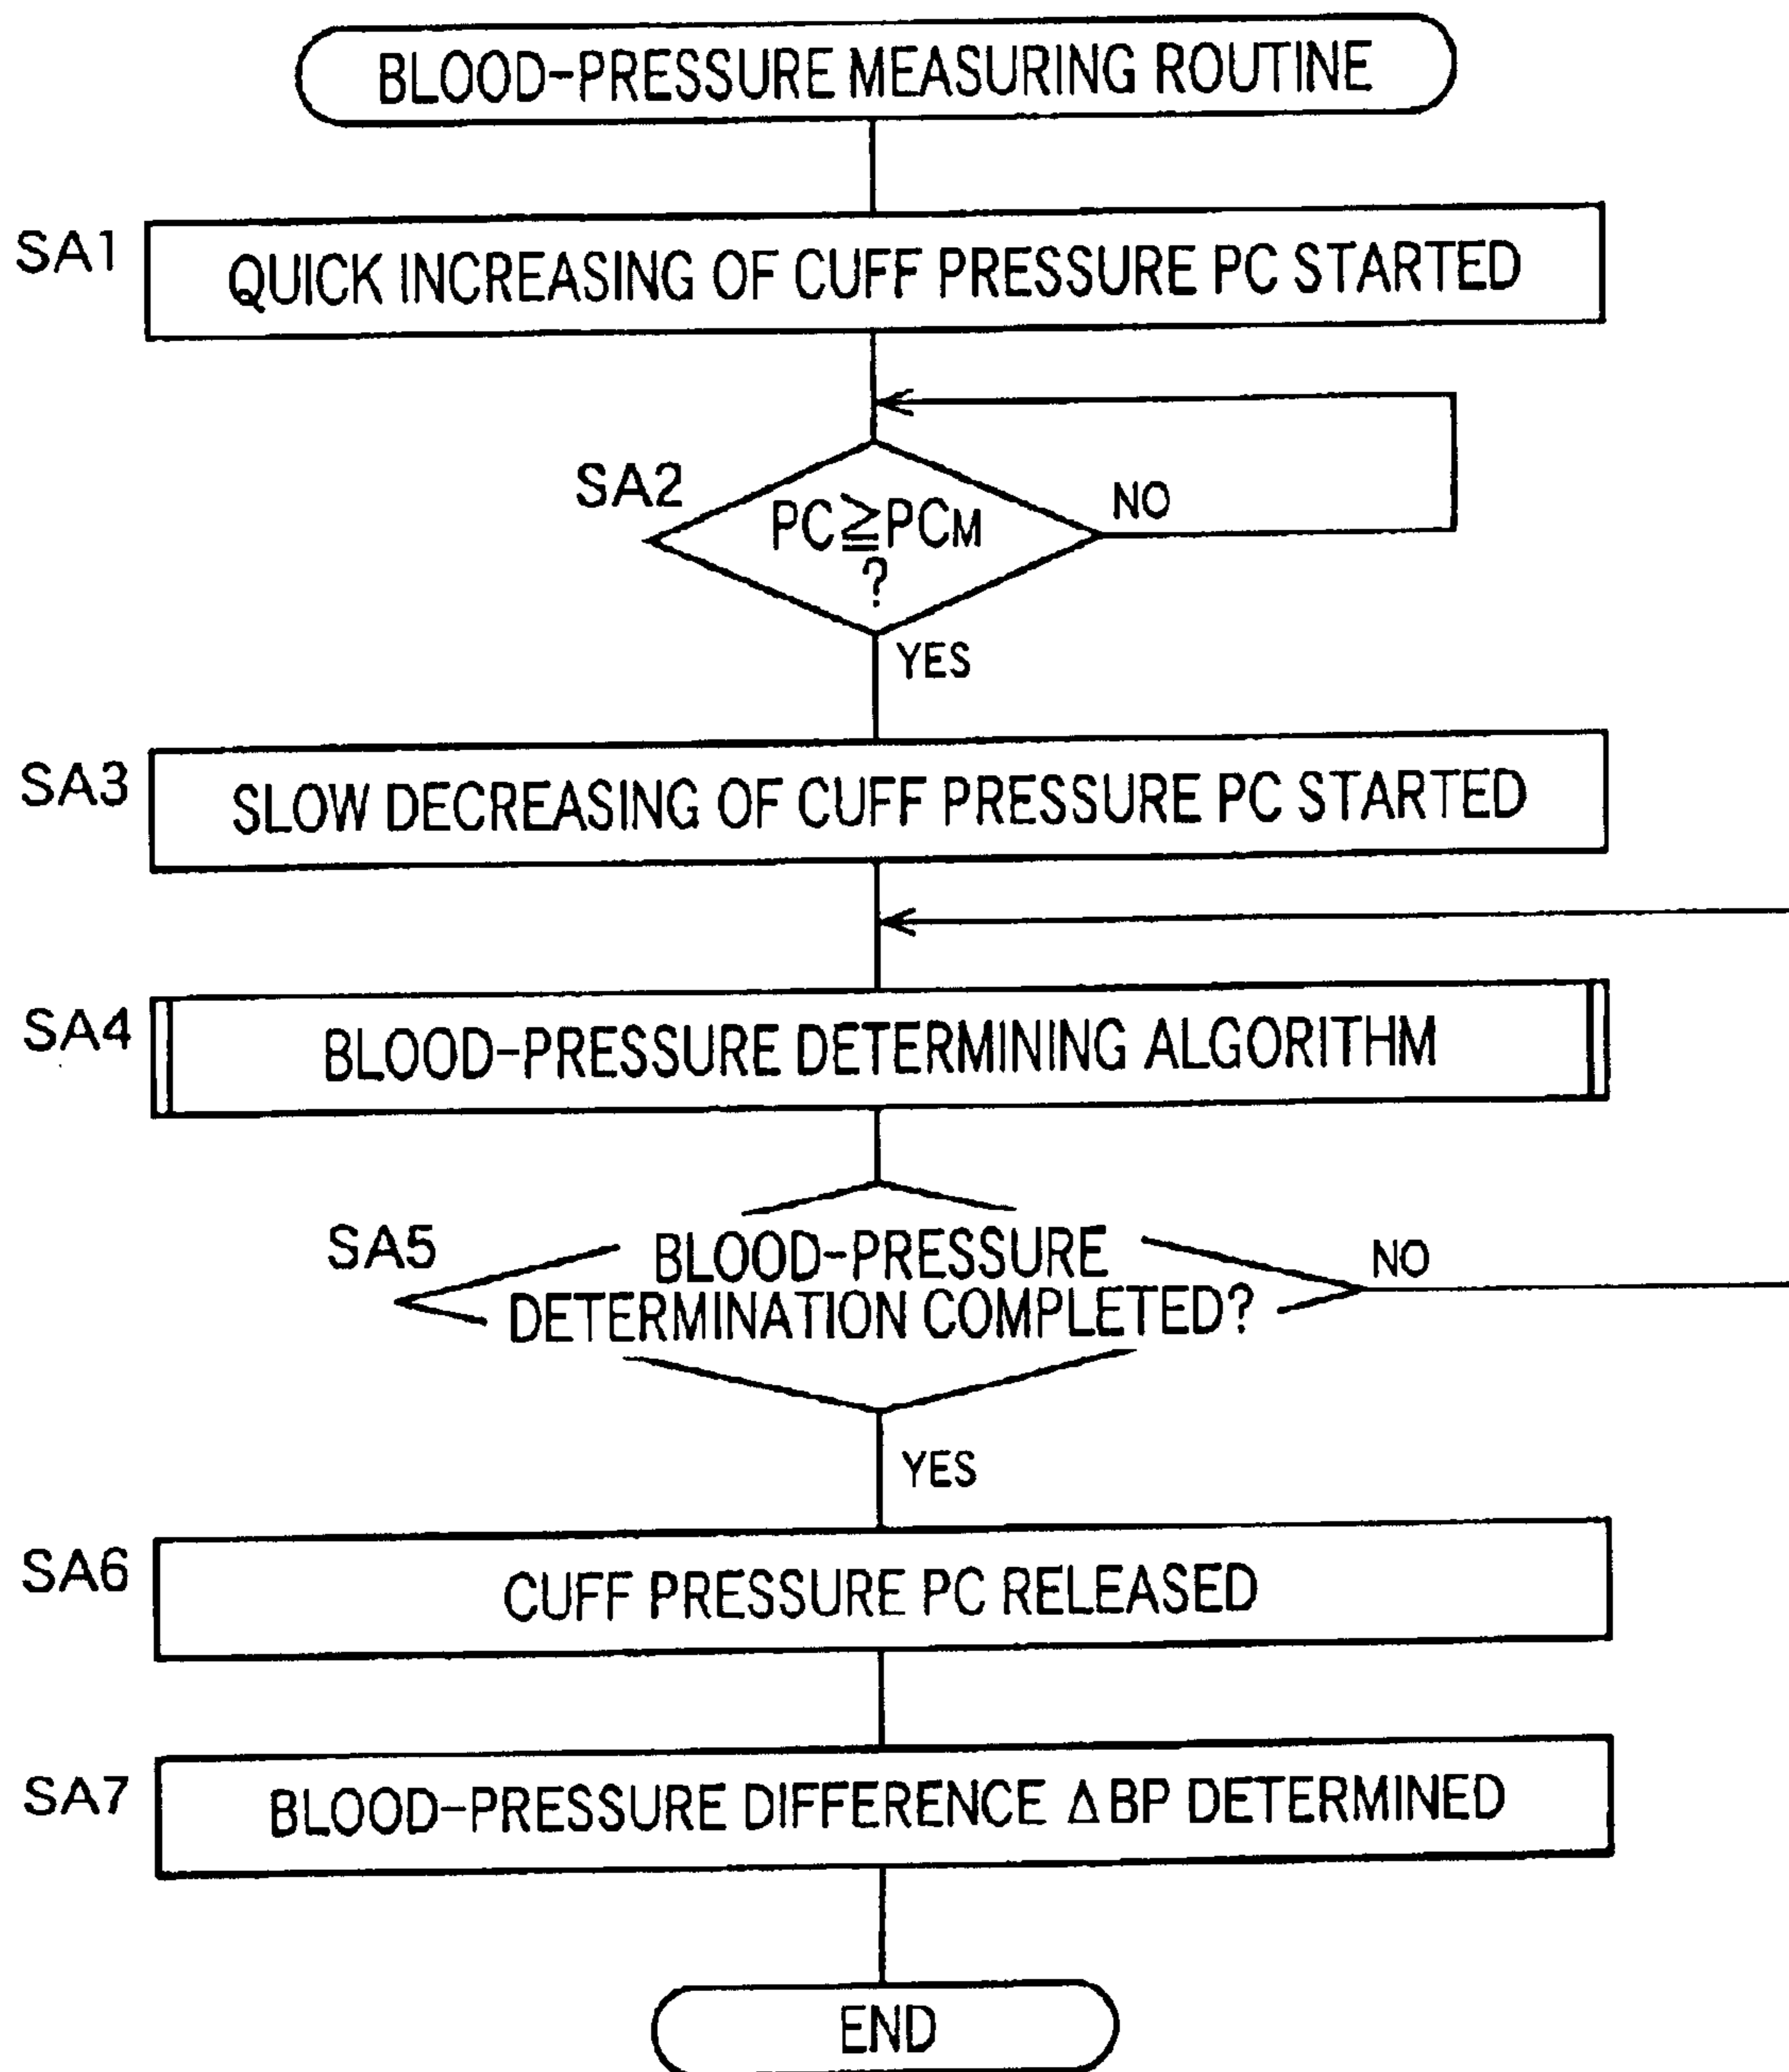 BLOOD-PRESSURE MEASURING ROUTINE
SA1
QUICK INCREASING OF CUFF PRESSURE PC STARTED
SA2
PC≧PCM
?
NO
YES
SA3
SLOW DECREASING OF CUFF PRESSURE PC STARTED
SA4
BLOOD-PRESSURE DETERMINING ALGORITHM
SA5
BLOOD-PRESSURE
DETERMINATION COMPLETED?
NO
YES
SA6
CUFF PRESSURE PC RELEASED
SA7
BLOOD-PRESSURE DIFFERENCE ΔBP DETERMINED
END